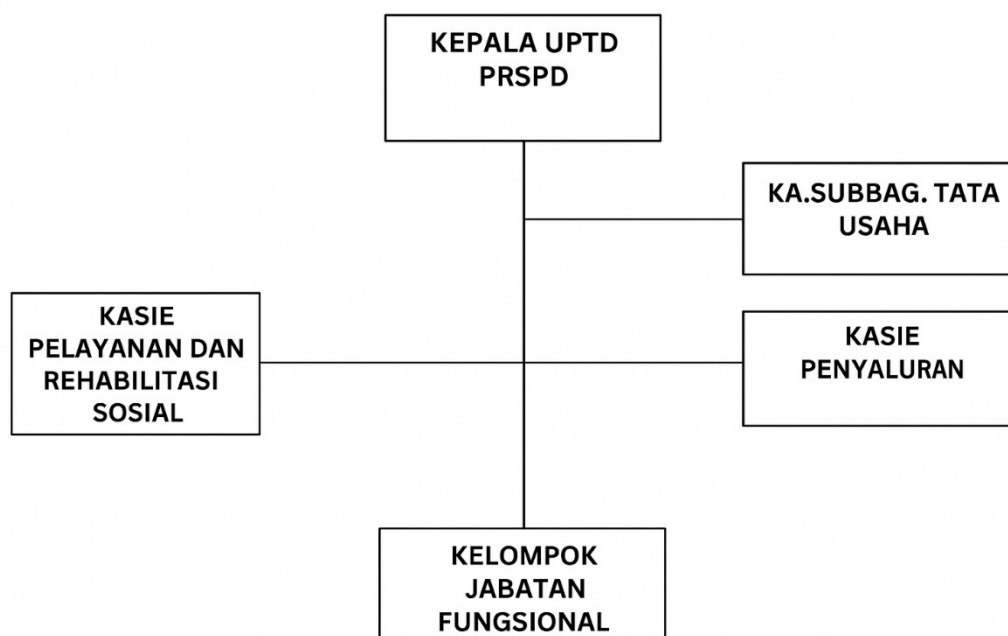 KEPALA UPTD
PRSPD
KA.SUBBAG. TATA
USAHA
KASIE
PELAYANAN DAN
REHABILITASI
SOSIAL
KASIE
PENYALURAN
KELOMPOK
JABATAN
FUNGSIONAL